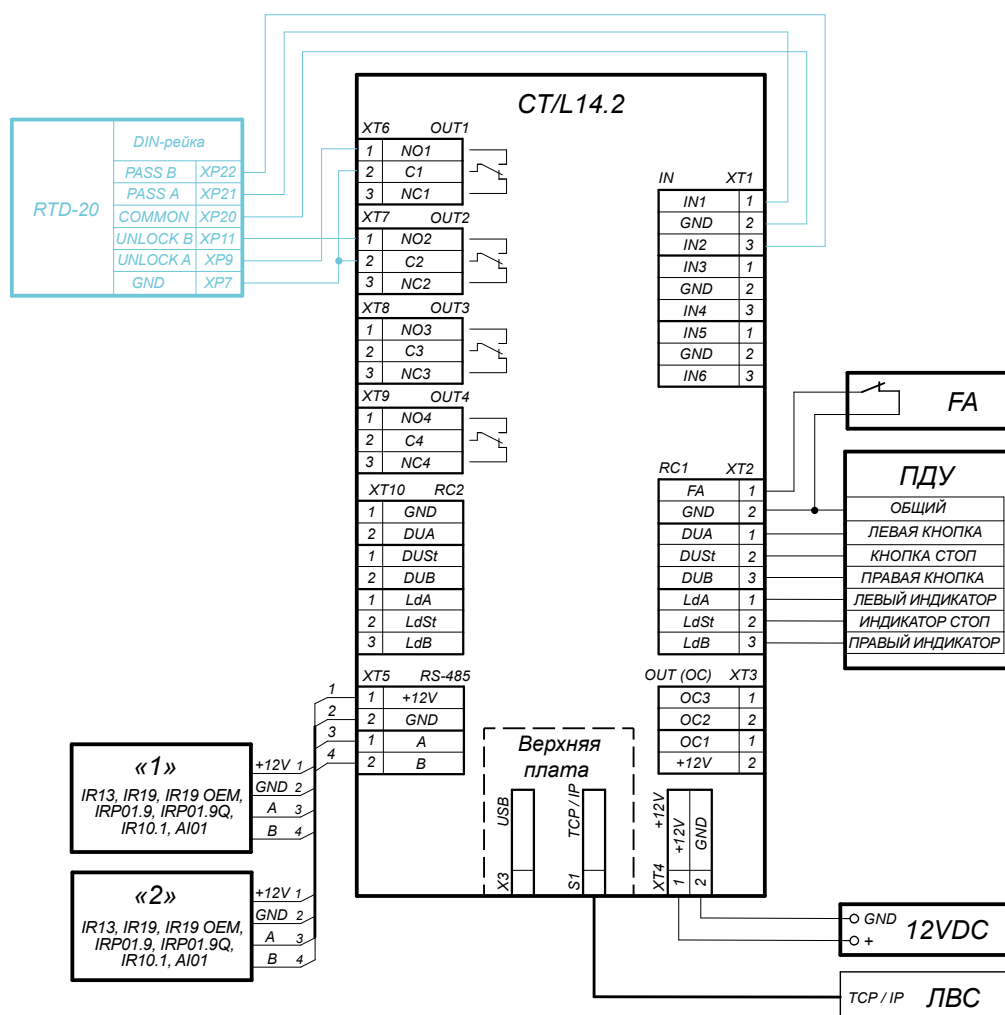 CT/L14.2
RTD-20
DIN-рейка
PASS B XP22
PASS A XP21
COMMON XP20
UNLOCK B XP11
UNLOCK A XP9
GND XP7
XT6 OUT1
1 NO1
2 C1
3 NC1
XT7 OUT2
1 NO2
2 C2
3 NC2
XT8 OUT3
1 NO3
2 C3
3 NC3
XT9 OUT4
1 NO4
2 C4
3 NC4
XT10 RC2
1 GND
2 DUA
1 DUSt
2 DUB
1 LdA
2 LdSt
3 LdB
XT5 RS-485
1 +12V
2 GND
1 A
2 B
1
2
3
4
IN XT1
IN1 1
GND 2
IN2 3
IN3 1
GND 2
IN4 3
IN5 1
GND 2
IN6 3
RC1 XT2
FA 1
GND 2
DUA 1
DUSt 2
DUB 3
LdA 1
LdSt 2
LdB 3
OUT (OC) XT3
OC3 1
OC2 2
OC1 1
+12V 2
FA
ПДУ
ОБЩИЙ
ЛЕВАЯ КНОПКА
КНОПКА СТОП
ПРАВАЯ КНОПКА
ЛЕВЫЙ ИНДИКАТОР
ИНДИКАТОР СТОП
ПРАВЫЙ ИНДИКАТОР
«1»
IR13, IR19, IR19 OEM,
IRP01.9, IRP01.9Q,
IR10.1, AI01
+12V 1
GND 2
A 3
B 4
«2»
IR13, IR19, IR19 OEM,
IRP01.9, IRP01.9Q,
IR10.1, AI01
+12V 1
GND 2
A 3
B 4
Верхняя
плата
X3 USB
S1 TCP / IP
XT4 +12V
1 +12V
2 GND
GND
+
12VDC
TCP / IP ЛВС